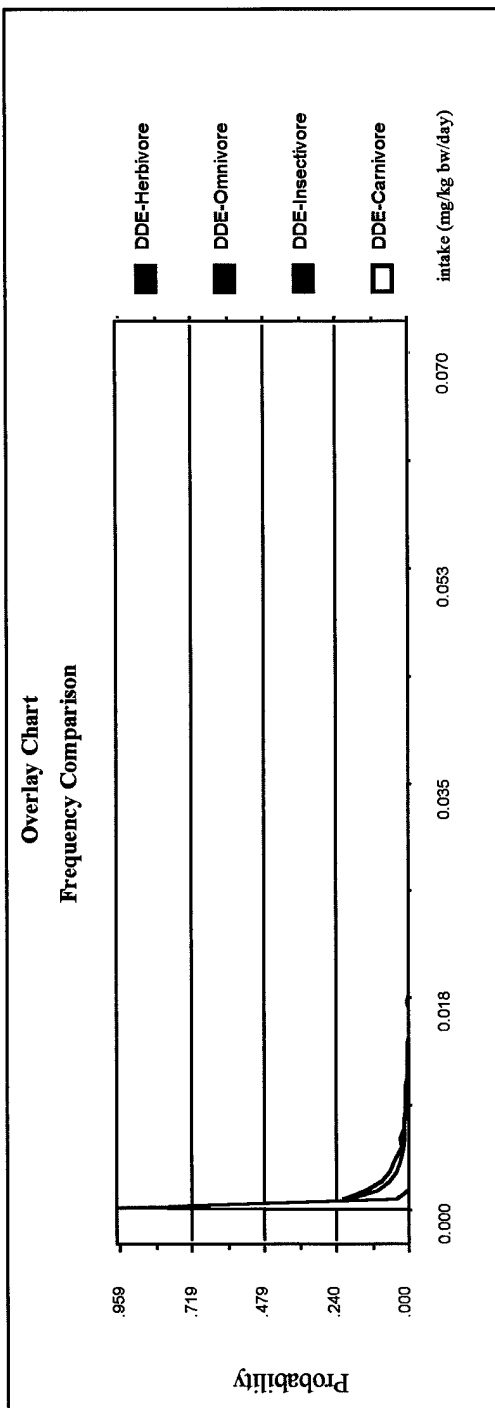 Overlay Chart
Frequency Comparison
.959
.719
.479
.240
.000
Probability
0.000
0.018
0.035
0.053
0.070
intake (mg/kg bw/day)
DDE-Herbivore
DDE-Omnivore
DDE-Insectivore
DDE-Carnivore